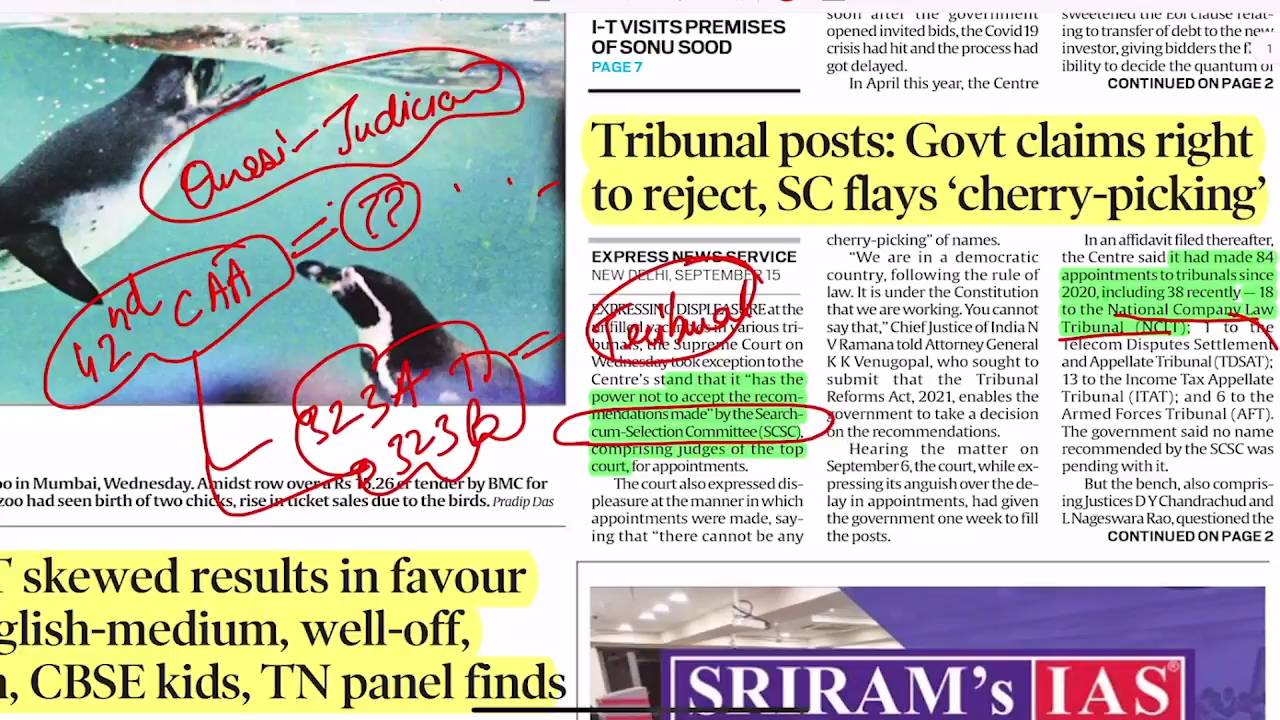 I-T VISITS PREMISES
OF SONU SOOD
PAGE 7
soon after the government
opened invited bids, the Covid19
crisis had hit and the process had
got delayed.
In April this year, the Centre
sweetened the EoI clause relat-
ing to transfer of debt to the new
investor, giving bidders the
ibility to decide the quantum of
CONTINUED ON PAGE 2
1
Tribunal posts: Govt claims right
to reject, SC flays ‘cherry-picking’
EXPRESS NEWS SERVICE
NEW DELHI, SEPTEMBER 15
EXPRESSING DISPLEASURE at the
unfilled vacancies in various tri-
bunals, the Supreme Court on
Wednesday took exception to the
Centre's stand that it “has the
power not to accept the recom-
mendations made” by the Search-
cum-Selection Committee (SCSC),
comprising judges of the top
court, for appointments.
The court also expressed dis-
pleasure at the manner in which
appointments were made, say-
ing that “there cannot be any
cherry-picking” of names.
“We are in a democratic
country, following the rule of
law. It is under the Constitution
that we are working. You cannot
say that,” Chief Justice of India N
V Ramana told Attorney General
K K Venugopal, who sought to
submit that the Tribunal
Reforms Act, 2021, enables the
government to take a decision
on the recommendations.
Hearing the matter on
September 6, the court, while ex-
pressing its anguish over the de-
lay in appointments, had given
the government one week to fill
the posts.
In an affidavit filed thereafter,
the Centre said it had made 84
appointments to tribunals since
2020, including 38 recently — 18
to the National Company Law
Tribunal (NCLT); 1 to the
Telecom Disputes Settlement
and Appellate Tribunal (TDSAT);
13 to the Income Tax Appellate
Tribunal (ITAT); and 6 to the
Armed Forces Tribunal (AFT).
The government said no name
recommended by the SCSC was
pending with it.
But the bench, also compris-
ing Justices D Y Chandrachud and
L Nageswara Rao, questioned the
CONTINUED ON PAGE 2
Quasi-Judician
42nd CAA = ??
323A
323B
= Tribunal
oo in Mumbai, Wednesday. Amidst row over a Rs 15.26 cr tender by BMC for
zoo had seen birth of two chicks, rise in ticket sales due to the birds. Pradip Das
T skewed results in favour
glish-medium, well-off,
, CBSE kids, TN panel finds
SRIRAM's IAS